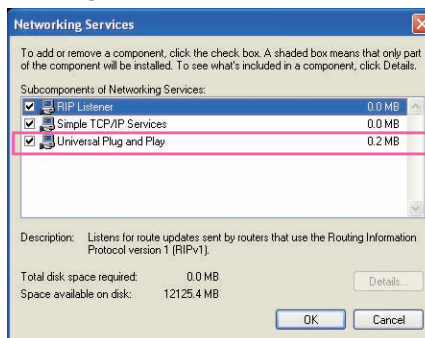 Networking Services
To add or remove a component, click the check box. A shaded box means that only part
of the component will be installed. To see what's included in a component, click Details.
Subcomponents of Networking Services:
RIP Listener 0.0 MB
Simple TCP/IP Services 0.0 MB
Universal Plug and Play 0.2 MB
Description: Listens for route updates sent by routers that use the Routing Information
Protocol version 1 (RIPv1).
Total disk space required: 0.0 MB
Details...
Space available on disk: 12125.4 MB
OK Cancel